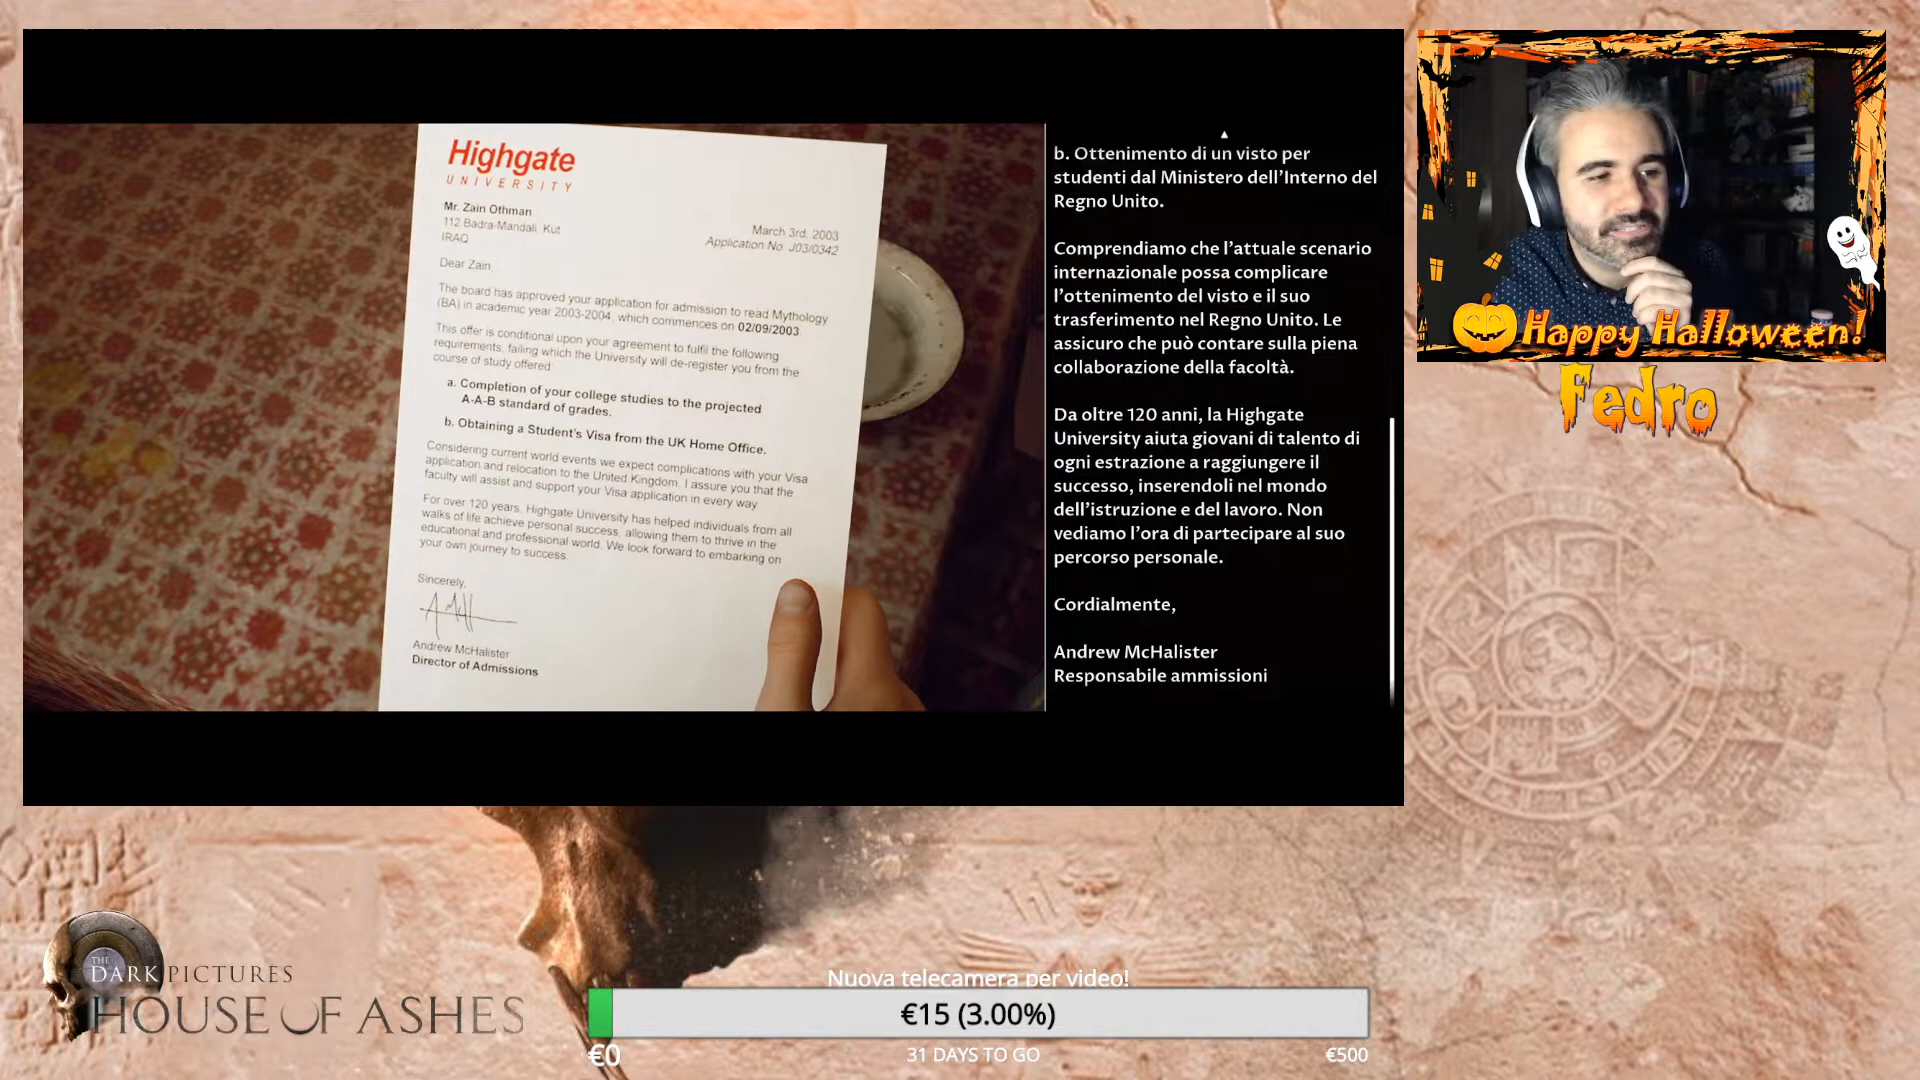 Highgate
UNIVERSITY
Mr. Zain Othman
112 Badra-Mandali, Kut
IRAQ
March 3rd, 2003
Application No. J03/0342
Dear Zain,
The board has approved your application for admission to read Mythology
(BA) in academic year 2003-2004, which commences on 02/09/2003
This offer is conditional upon your agreement to fulfil the following
requirements, failing which the University will de-register you from the
course of study offered:
a. Completion of your college studies to the projected
A-A-B standard of grades.
b. Obtaining a Student's Visa from the UK Home Office.
Considering current world events we expect complications with your Visa
application and relocation to the United Kingdom. I assure you that the
faculty will assist and support your Visa application in every way.
For over 120 years, Highgate University has helped individuals from all
walks of life achieve personal success, allowing them to thrive in the
educational and professional world. We look forward to embarking on
your own journey to success.
Sincerely,
Andrew McHalister
Director of Admissions
b. Ottenimento di un visto per
studenti dal Ministero dell'Interno del
Regno Unito.
Comprendiamo che l'attuale scenario
internazionale possa complicare
l'ottenimento del visto e il suo
trasferimento nel Regno Unito. Le
assicuro che può contare sulla piena
collaborazione della facoltà.
Da oltre 120 anni, la Highgate
University aiuta giovani di talento di
ogni estrazione a raggiungere il
successo, inserendoli nel mondo
dell'istruzione e del lavoro. Non
vediamo l'ora di partecipare al suo
percorso personale.
Cordialmente,
Andrew McHalister
Responsabile ammissioni
Happy Halloween!
Fedro
THE
DARK PICTURES
HOUSE OF ASHES
Nuova telecamera per video!
€15 (3.00%)
€0
31 DAYS TO GO
€500